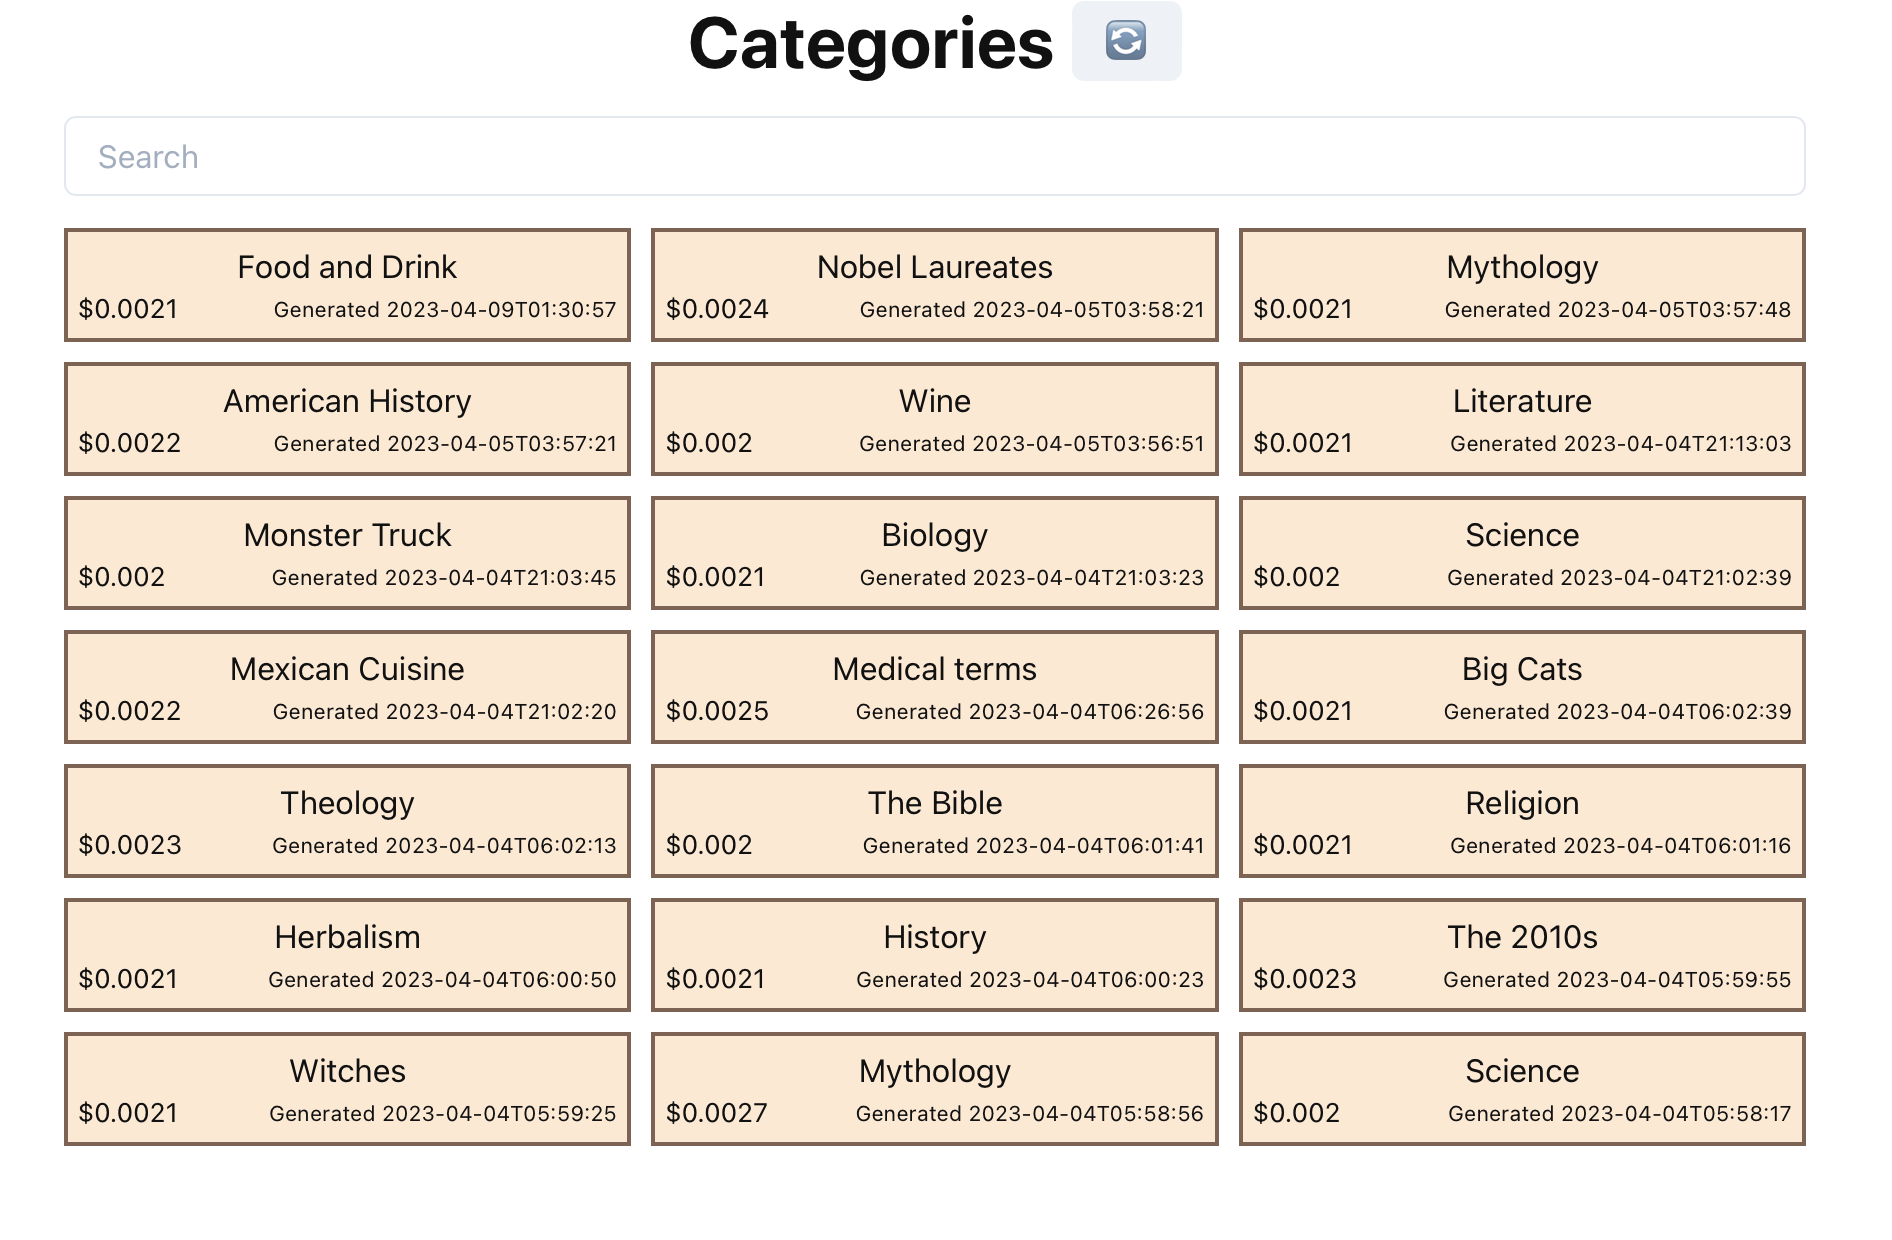 Categories
Search
Food and Drink
$0.0021 Generated 2023-04-09T01:30:57
Nobel Laureates
$0.0024 Generated 2023-04-05T03:58:21
Mythology
$0.0021 Generated 2023-04-05T03:57:48
American History
$0.0022 Generated 2023-04-05T03:57:21
Wine
$0.002 Generated 2023-04-05T03:56:51
Literature
$0.0021 Generated 2023-04-04T21:13:03
Monster Truck
$0.002 Generated 2023-04-04T21:03:45
Biology
$0.0021 Generated 2023-04-04T21:03:23
Science
$0.002 Generated 2023-04-04T21:02:39
Mexican Cuisine
$0.0022 Generated 2023-04-04T21:02:20
Medical terms
$0.0025 Generated 2023-04-04T06:26:56
Big Cats
$0.0021 Generated 2023-04-04T06:02:39
Theology
$0.0023 Generated 2023-04-04T06:02:13
The Bible
$0.002 Generated 2023-04-04T06:01:41
Religion
$0.0021 Generated 2023-04-04T06:01:16
Herbalism
$0.0021 Generated 2023-04-04T06:00:50
History
$0.0021 Generated 2023-04-04T06:00:23
The 2010s
$0.0023 Generated 2023-04-04T05:59:55
Witches
$0.0021 Generated 2023-04-04T05:59:25
Mythology
$0.0027 Generated 2023-04-04T05:58:56
Science
$0.002 Generated 2023-04-04T05:58:17